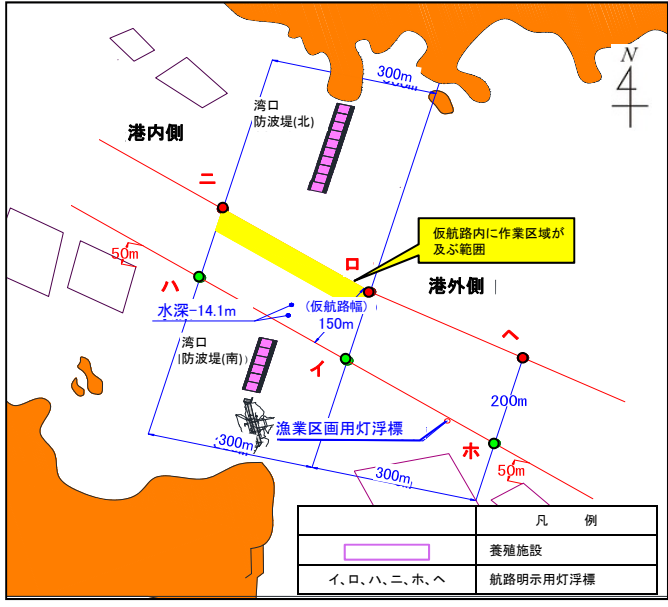 300m
300m
N
湾口
防波堤(北)
港内側
ニ
仮航路内に作業区域が
及ぶ範囲
50m
ロ
港外側
ハ
(仮航路幅)
水深-14.1m
150m
ヘ
湾口
防波堤(南)
イ
200m
漁業区画用灯浮標
ホ
300m
300m
50m
凡 例
養殖施設
イ、ロ、ハ、ニ、ホ、ヘ 航路明示用灯浮標